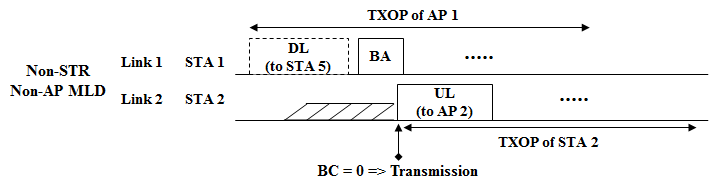 TXOP of AP 1
DL
(to STA 5)
BA
.....
Non-STR
Non-AP MLD
Link 1 STA 1
Link 2 STA 2
UL
(to AP 2)
.....
TXOP of STA 2
BC = 0 => Transmission